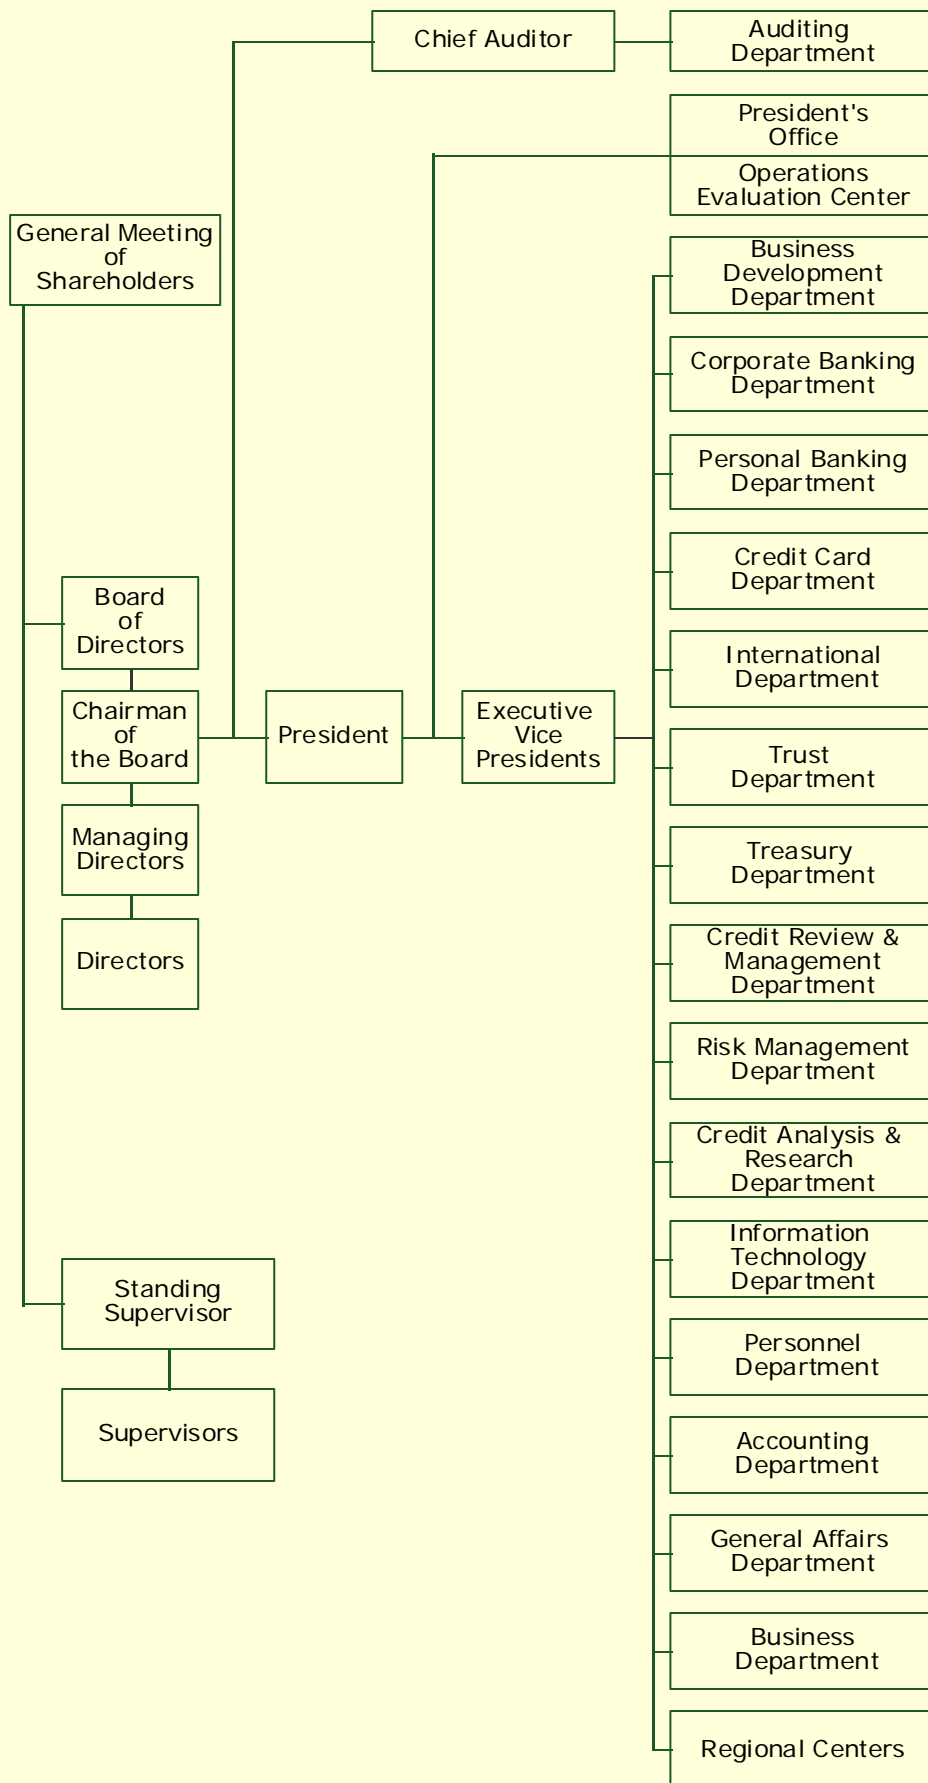 Chief Auditor
Auditing
Department
President's
Office
Operations
Evaluation Center
General Meeting
of
Shareholders
Business
Development
Department
Corporate Banking
Department
Personal Banking
Department
Credit Card
Department
Board
of
Directors
International
Department
Chairman
of
the Board
President
Executive
Vice
Presidents
Trust
Department
Managing
Directors
Treasury
Department
Directors
Credit Review &
Management
Department
Risk Management
Department
Credit Analysis &
Research
Department
Information
Technology
Department
Standing
Supervisor
Personnel
Department
Supervisors
Accounting
Department
General Affairs
Department
Business
Department
Regional Centers